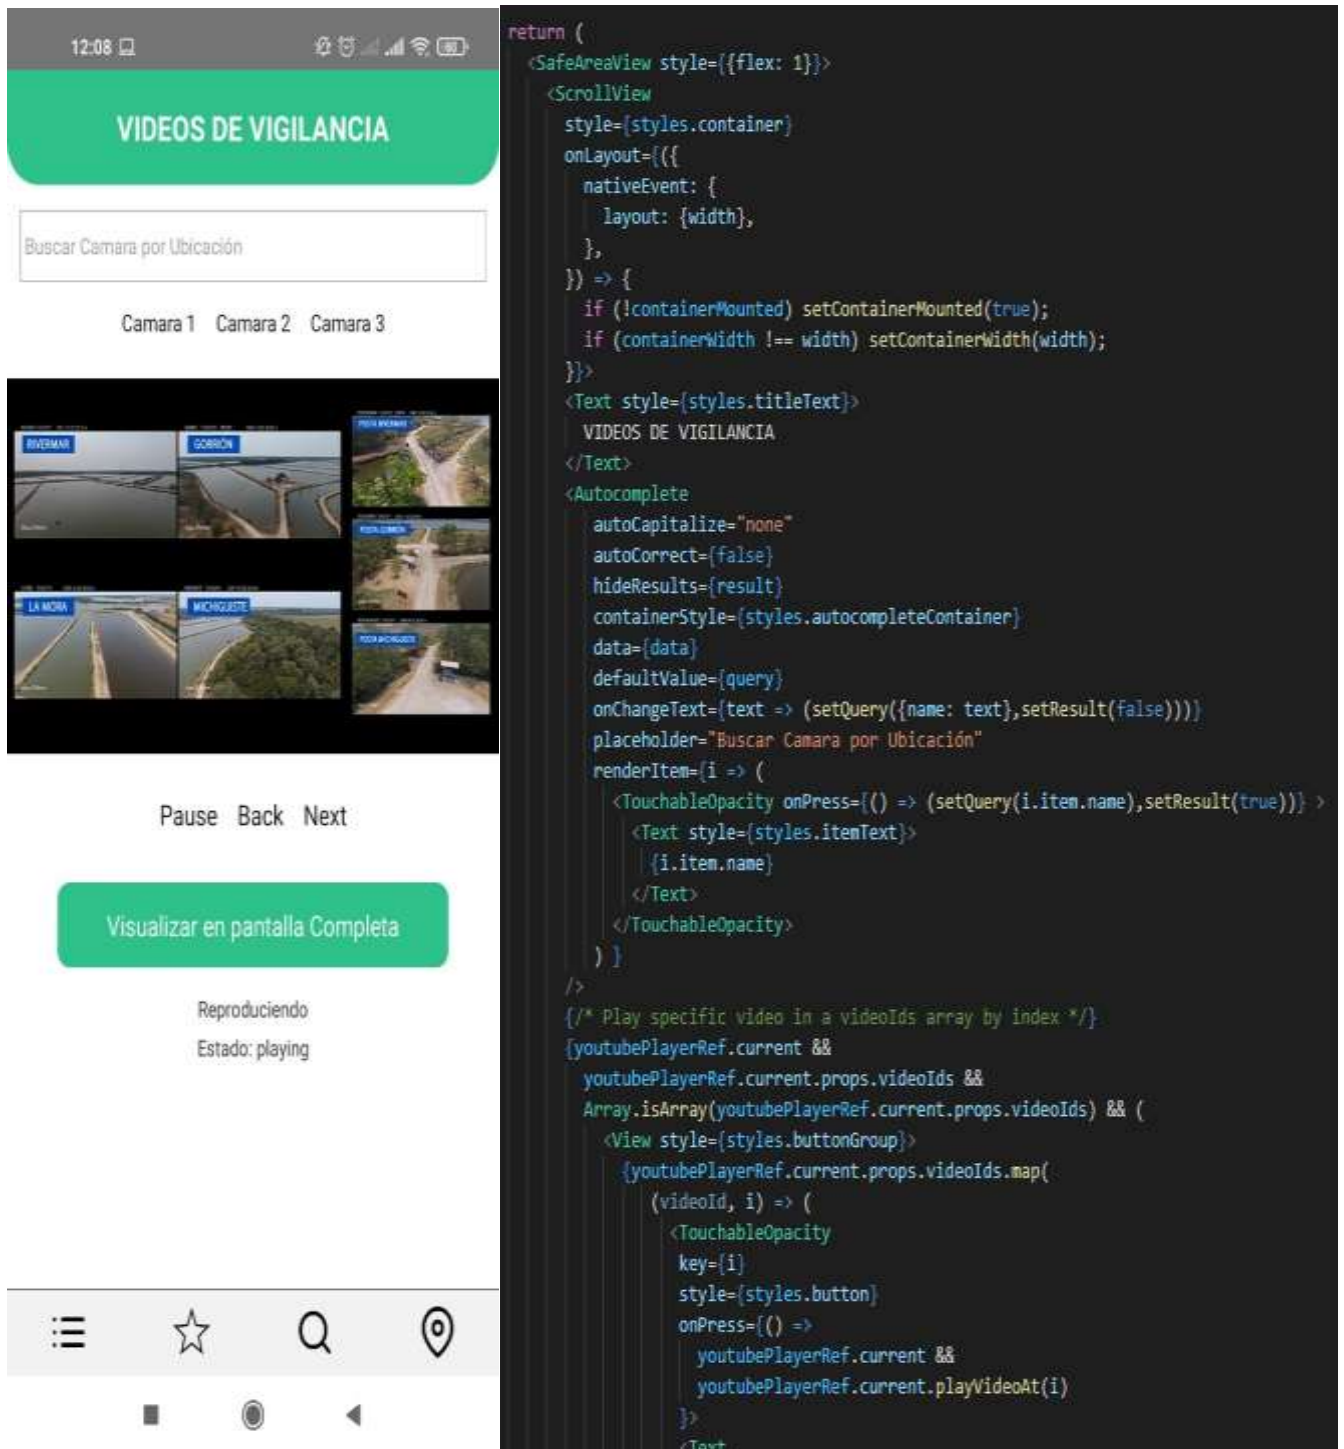 12:08
VIDEOS DE VIGILANCIA
Buscar Camara por Ubicación
Camara 1 Camara 2 Camara 3
RIVERMAR
GORRIÓN
POSTA RIVERMAR
POSTA GORRIÓN
LA MORA
MICHIGUISTE
POSTA MICHIGUISTE
Pause Back Next
Visualizar en pantalla Completa
Reproduciendo
Estado: playing
return (
<SafeAreaView style={{flex: 1}}>
<ScrollView
style={styles.container}
onLayout={({
nativeEvent: {
layout: {width},
},
}) => {
if (!containerMounted) setContainerMounted(true);
if (containerWidth !== width) setContainerWidth(width);
}}>
<Text style={styles.titleText}>
VIDEOS DE VIGILANCIA
</Text>
<Autocomplete
autoCapitalize="none"
autoCorrect={false}
hideResults={result}
containerStyle={styles.autocompleteContainer}
data={data}
defaultValue={query}
onChangeText={text => (setQuery({name: text},setResult(false)))}
placeholder="Buscar Camara por Ubicación"
renderItem={i => (
<TouchableOpacity onPress={() => (setQuery(i.item.name),setResult(true))} >
<Text style={styles.itemText}>
{i.item.name}
</Text>
</TouchableOpacity>
) }
/>
{/* Play specific video in a videoIds array by index */}
{youtubePlayerRef.current &&
youtubePlayerRef.current.props.videoIds &&
Array.isArray(youtubePlayerRef.current.props.videoIds) && (
<View style={styles.buttonGroup}>
{youtubePlayerRef.current.props.videoIds.map(
(videoId, i) => (
<TouchableOpacity
key={i}
style={styles.button}
onPress={() =>
youtubePlayerRef.current &&
youtubePlayerRef.current.playVideoAt(i)
}>
<Text